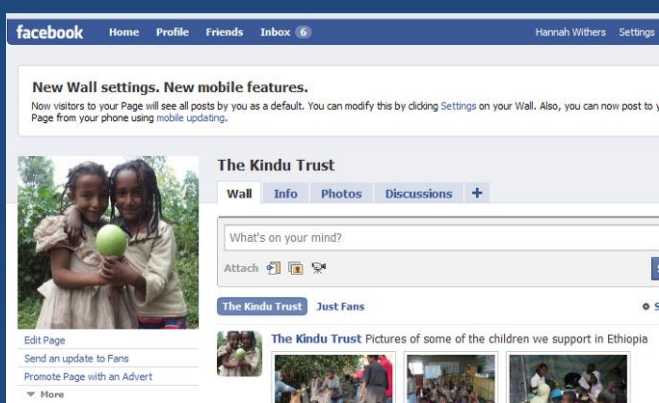 facebook Home Profile Friends Inbox 6 Hannah Withers Settings
New Wall settings. New mobile features.
Now visitors to your Page will see all posts by you as a default. You can modify this by clicking Settings on your Wall. Also, you can now post to
Page from your phone using mobile updating.
The Kindu Trust
Wall Info Photos Discussions +
What's on your mind?
Attach
The Kindu Trust Just Fans
The Kindu Trust Pictures of some of the children we support in Ethiopia
Edit Page
Send an update to Fans
Promote Page with an Advert
More